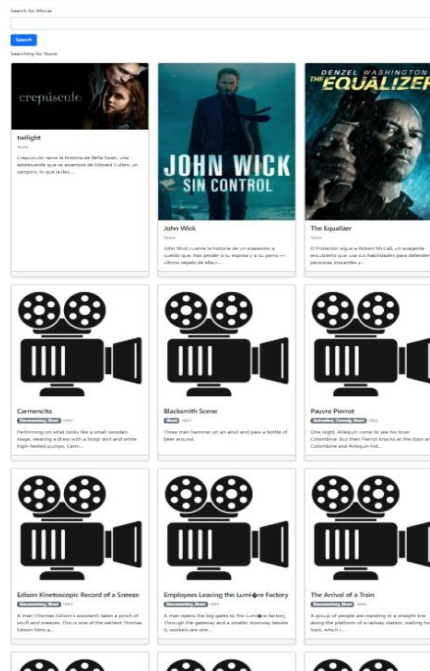 Search for Movie:
Search
Searching for None
crepúsculo
twilight
None
Crepúsculo narra la historia de Bella Swan, una
adolescente que se enamora de Edward Cullen, un
vampiro, lo que la llev...
JOHN WICK
SIN CONTROL
John Wick
None
John Wick cuenta la historia de un exasesino a
sueldo que, tras perder a su esposa y a su perro —
último regalo de ella—...
DENZEL WASHINGTON
THE EQUALIZER
The Equalizer
None
El Protector sigue a Robert McCall, un exagente
encubierto que usa sus habilidades para defender
personas inocentes y...
Carmencita
Documentary, Short
Performing on what looks like a small wooden
stage, wearing a dress with a hoop skirt and white
high-heeled pumps, Carm...
Blacksmith Scene
Short
Three men hammer on an anvil and pass a bottle of
beer around.
Pauvre Pierrot
Animation, Comedy, Short
One night, Arlequin come to see his lover
Colombine. But then Pierrot knocks at the door and
Colombine and Arlequin hid...
Edison Kinetoscopic Record of a Sneeze
Documentary, Short
A man (Thomas Edison's assistant) takes a pinch of
snuff and sneezes. This is one of the earliest Thomas
Edison films a...
Employees Leaving the Lumi�re Factory
Documentary, Short
A man opens the big gates to the Lumi�re factory.
Through the gateway and a smaller doorway beside
it, workers are stre...
The Arrival of a Train
Documentary, Short
A group of people are standing in a straight line
along the platform of a railway station, waiting for
train, which i...